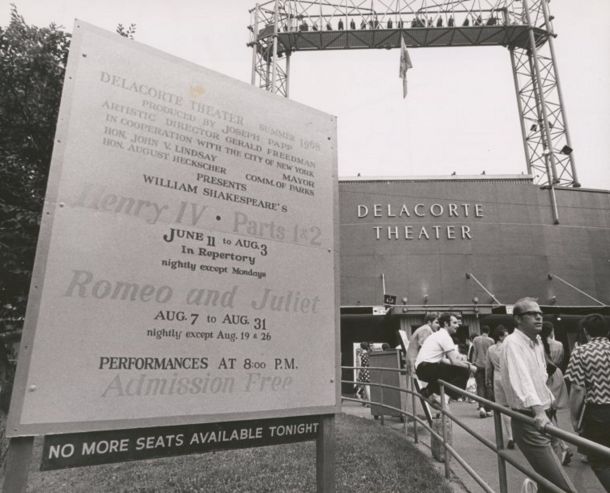 DELACORTE THEATER SUMMER 1968
PRODUCED BY JOSEPH PAPP
ARTISTIC DIRECTOR GERALD FREEDMAN
IN COOPERATION WITH THE CITY OF NEW YORK
HON. JOHN V. LINDSAY MAYOR
HON. AUGUST HECKSCHER COMM. OF PARKS
PRESENTS
WILLIAM SHAKESPEARE'S
Henry IV • Parts 1&2
JUNE 11 to AUG. 3
In Repertory
nightly except Mondays
Romeo and Juliet
AUG. 7 to AUG. 31
nightly except Aug. 19 & 26
PERFORMANCES AT 8:00 P.M.
Admission Free
NO MORE SEATS AVAILABLE TONIGHT
DELACORTE
THEATER